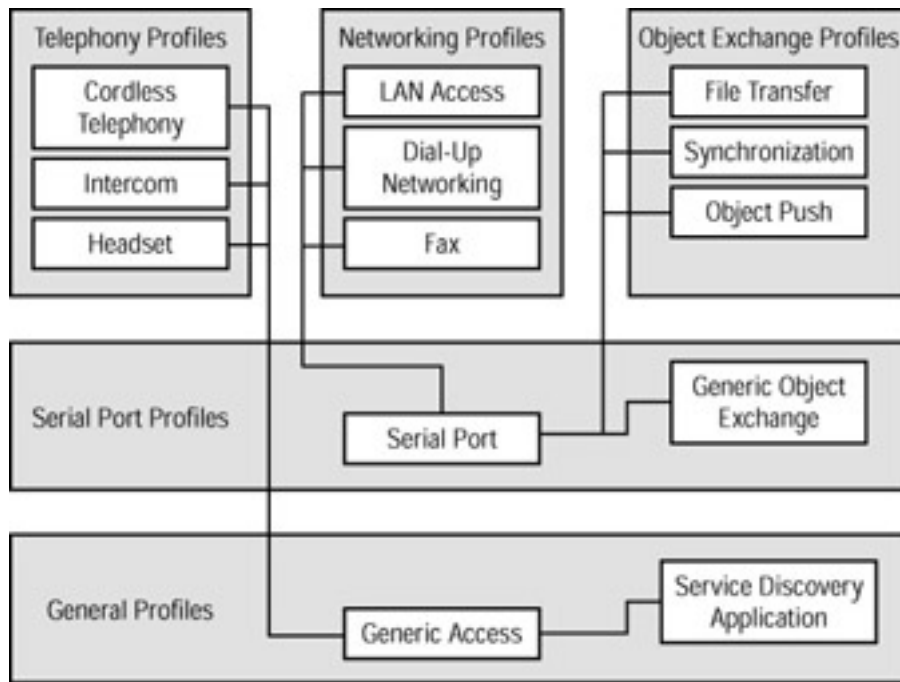 Telephony Profiles
Cordless
Telephony
Intercom
Headset
Networking Profiles
LAN Access
Dial-Up
Networking
Fax
Object Exchange Profiles
File Transfer
Synchronization
Object Push
Serial Port Profiles
Serial Port
Generic Object
Exchange
General Profiles
Generic Access
Service Discovery
Application